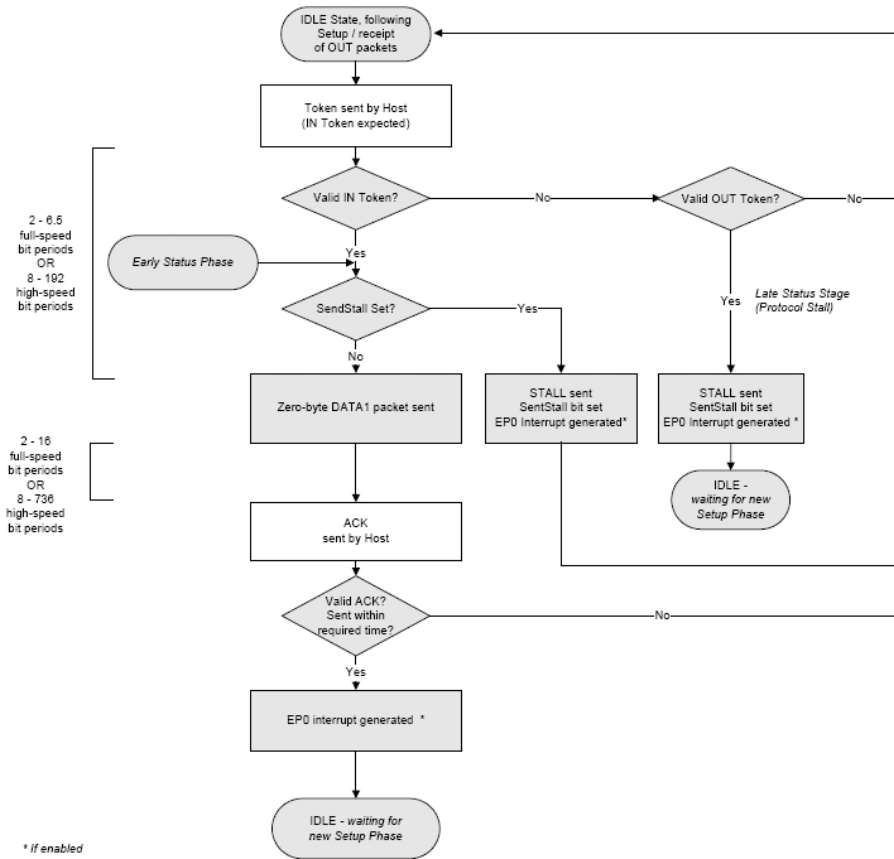 IDLE State, following
Setup / receipt
of OUT packets
Token sent by Host
(IN Token expected)
Valid IN Token?
No
Valid OUT Token?
No
2 - 6.5
full-speed
bit periods
OR
8 - 192
high-speed
bit periods
Yes
Early Status Phase
SendStall Set?
Yes
Yes
Late Status Stage
(Protocol Stall)
No
Zero-byte DATA1 packet sent
STALL sent
SentStall bit set
EP0 Interrupt generated*
STALL sent
SentStall bit set
EP0 Interrupt generated *
2 - 16
full-speed
bit periods
OR
8 - 736
high-speed
bit periods
IDLE -
waiting for new
Setup Phase
ACK
sent by Host
Valid ACK?
Sent within
required time?
No
Yes
EP0 interrupt generated *
IDLE - waiting for
new Setup Phase
* If enabled